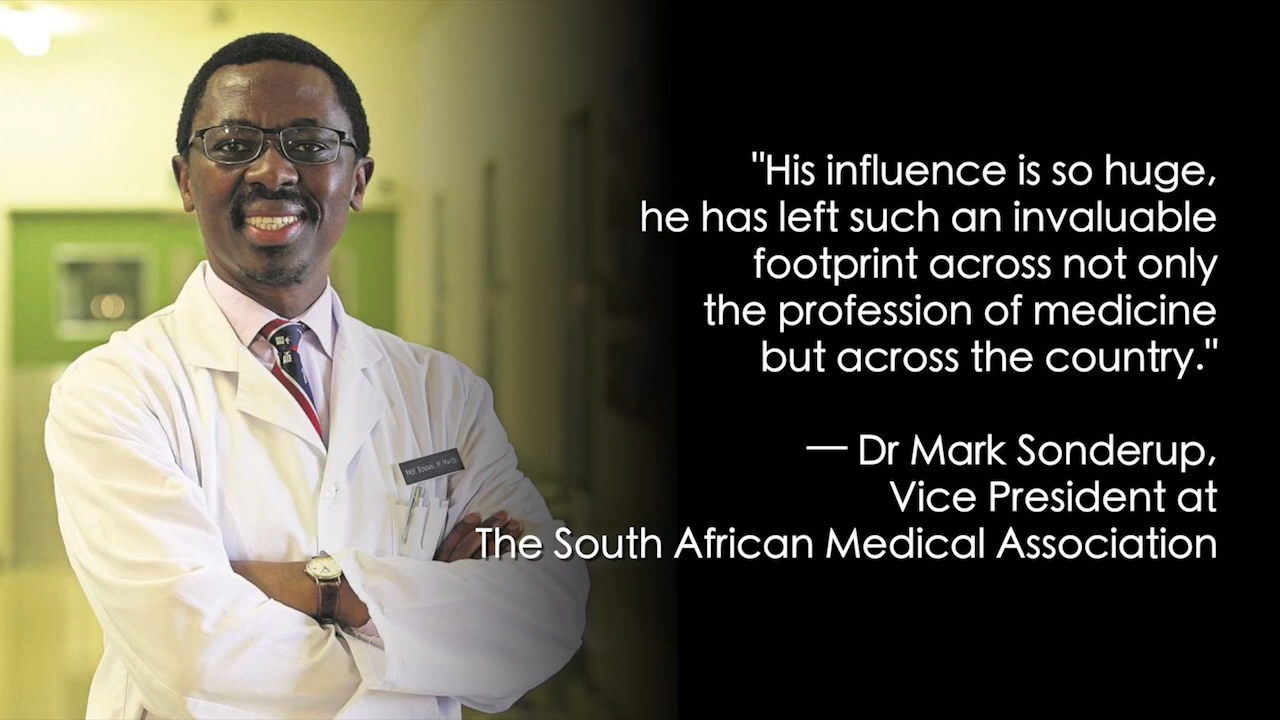 "His influence is so huge,
he has left such an invaluable
footprint across not only
the profession of medicine
but across the country."
— Dr Mark Sonderup,
Vice President at
The South African Medical Association